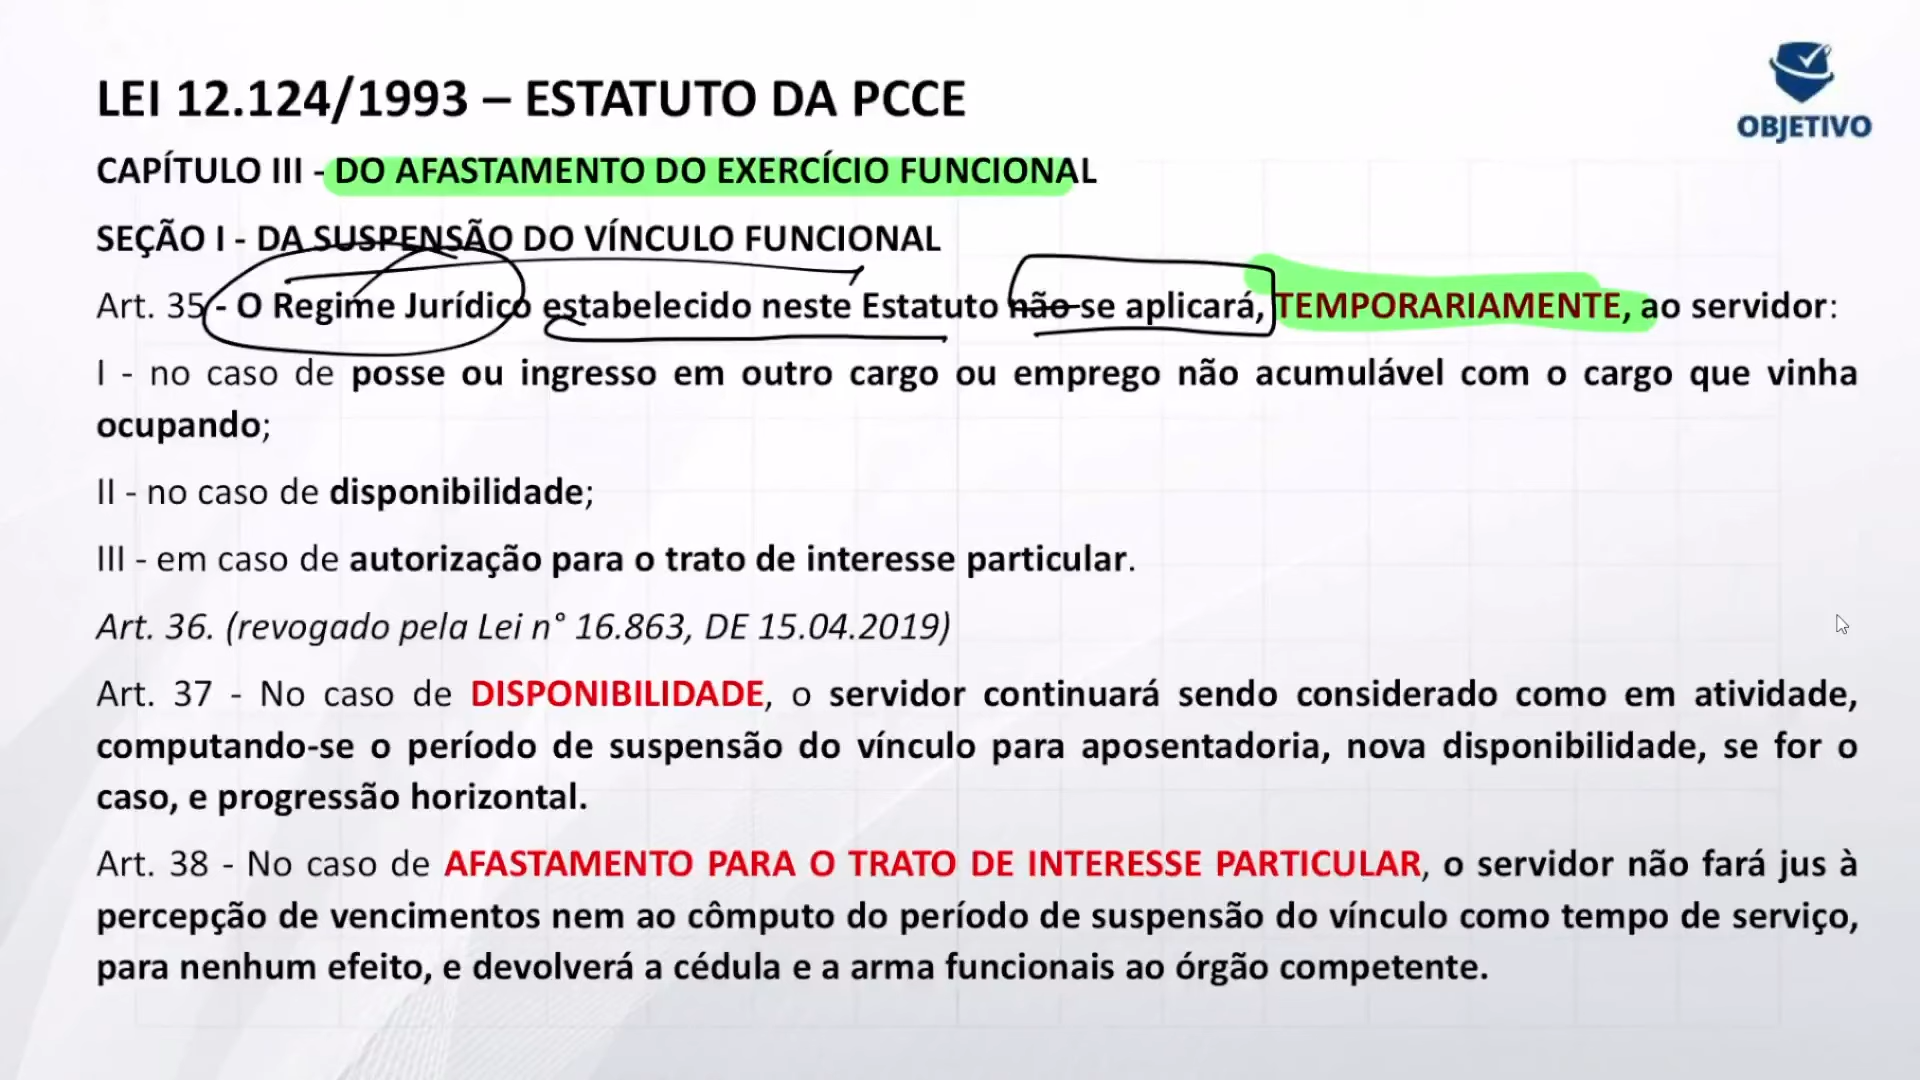 LEI 12.124/1993 – ESTATUTO DA PCCE
OBJETIVO
CAPÍTULO III - DO AFASTAMENTO DO EXERCÍCIO FUNCIONAL
SEÇÃO I - DA SUSPENSÃO DO VÍNCULO FUNCIONAL
Art. 35 - O Regime Jurídico estabelecido neste Estatuto não se aplicará, TEMPORARIAMENTE, ao servidor:
I - no caso de posse ou ingresso em outro cargo ou emprego não acumulável com o cargo que vinha
ocupando;
II - no caso de disponibilidade;
III - em caso de autorização para o trato de interesse particular.
Art. 36. (revogado pela Lei n° 16.863, DE 15.04.2019)
Art. 37 - No caso de DISPONIBILIDADE, o servidor continuará sendo considerado como em atividade,
computando-se o período de suspensão do vínculo para aposentadoria, nova disponibilidade, se for o
caso, e progressão horizontal.
Art. 38 - No caso de AFASTAMENTO PARA O TRATO DE INTERESSE PARTICULAR, o servidor não fará jus à
percepção de vencimentos nem ao cômputo do período de suspensão do vínculo como tempo de serviço,
para nenhum efeito, e devolverá a cédula e a arma funcionais ao órgão competente.